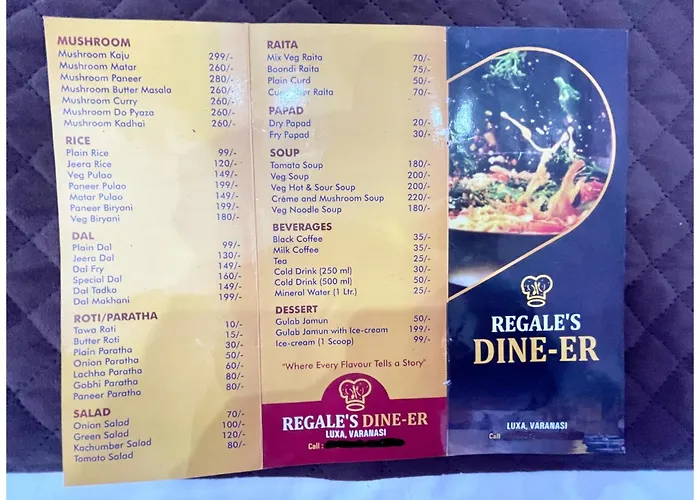 MUSHROOM
Mushroom Kaju 299/-
Mushroom Matar 260/-
Mushroom Paneer 280/-
Mushroom Butter Masala 260/-
Mushroom Curry 260/-
Mushroom Do Pyaza 260/-
Mushroom Kadhai 260/-
RICE
Plain Rice 99/-
Jeera Rice 120/-
Veg Pulao 149/-
Paneer Pulao 199/-
Matar Pulao 149/-
Paneer Biryani 199/-
Veg Biryani 180/-
DAL
Plain Dal 99/-
Jeera Dal 130/-
Dal Fry 149/-
Special Dal 160/-
Dal Tadka 149/-
Dal Makhani 199/-
ROTI/PARATHA
Tawa Roti 10/-
Butter Roti 15/-
Plain Paratha 30/-
Onion Paratha 50/-
Lachha Paratha 60/-
Gobhi Paratha 80/-
Paneer Paratha 80/-
SALAD
Onion Salad 70/-
Green Salad 100/-
Kachumber Salad 120/-
Tomato Salad 80/-
RAITA
Mix Veg Raita 70/-
Boondi Raita 75/-
Plain Curd 50/-
Raita 70/-
PAPAD
Dry Papad 20/-
Fry Papad 30/-
SOUP
Tomato Soup 180/-
Veg Soup 200/-
Veg Hot & Sour Soup 200/-
Crème and Mushroom Soup 220/-
Veg Noodle Soup 180/-
BEVERAGES
Black Coffee 35/-
Milk Coffee 35/-
Tea 25/-
Cold Drink (250 ml) 30/-
Cold Drink (500 ml) 50/-
Mineral Water (1 Ltr.) 25/-
DESSERT
Gulab Jamun 50/-
Gulab Jamun with Ice-cream 199/-
Ice-cream (1 Scoop) 99/-
"Where Every Flavour Tells a Story"
REGALE'S DINE-ER
LUXA, VARANASI
Call :
REGALE'S
DINE-ER
LUXA, VARANASI
Call